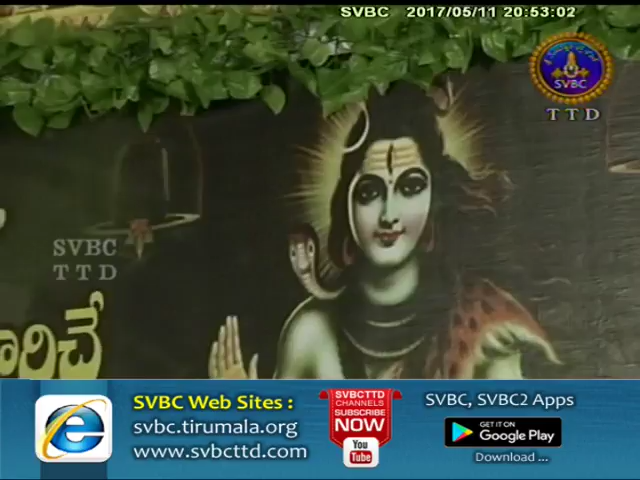 SVBC 2017/05/11 20:53:02
SVBC
TTD
SVBC
TTD
SVBC Web Sites :
svbc.tirumala.org
www.svbcttd.com
SVBCTTD
CHANNELS
SUBSCRIBE
NOW
You
Tube
SVBC, SVBC2 Apps
GET IT ON
Google Play
Download ...